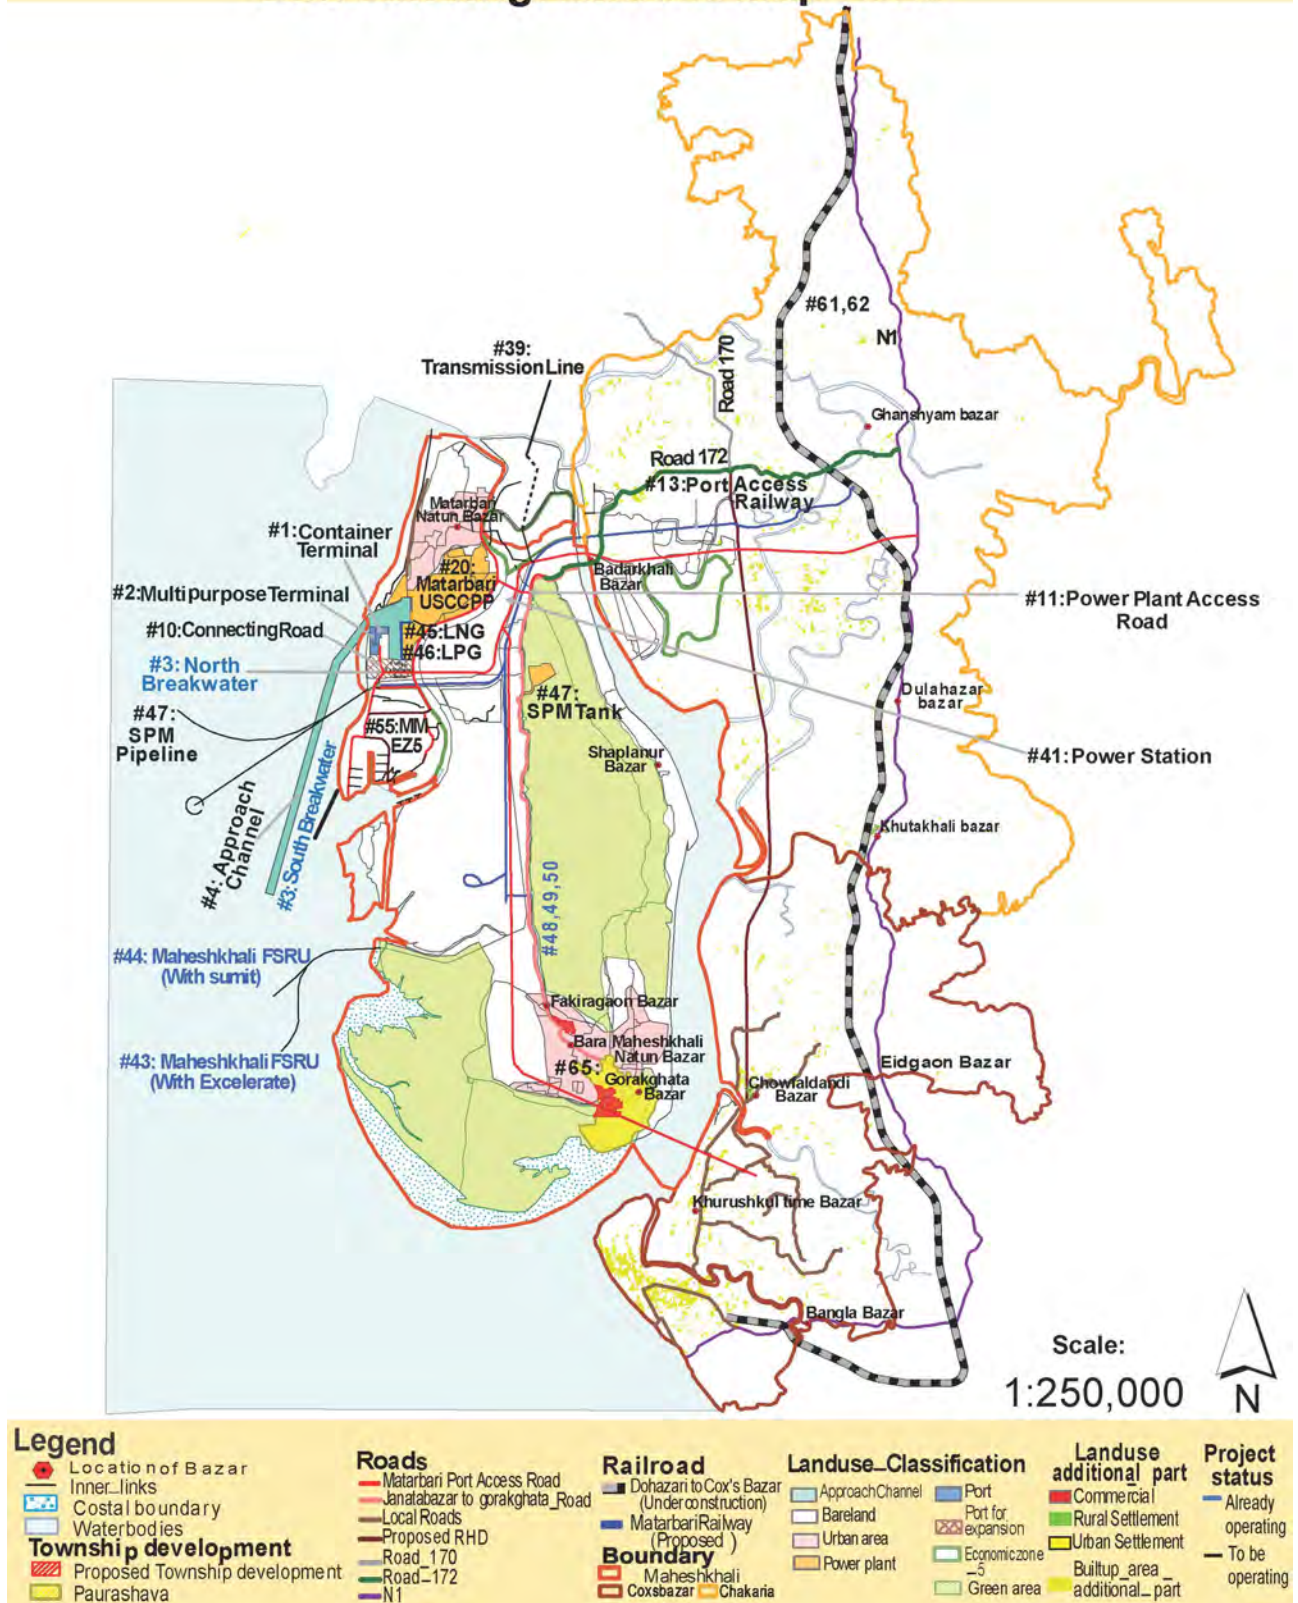 #61,62
N1
#39:
Transmission Line
Road 170
Ghanshyam bazar
Road 172
#13:Port Access
Railway
Matarbari
Natun Bazar
#1:Container
Terminal
#20:
Matarbari
USCCPP
Badarkhali
Bazar
#2:Multipurpose Terminal
#11:Power Plant Access
Road
#10:Connecting Road
#45:LNG
#46:LPG
#3: North
Breakwater
#47:
SPM
Pipeline
#47:
SPM Tank
Dulahazar
bazar
#55:MM
EZ5
Shaplanur
Bazar
#41: Power Station
#4: Approach
Channel
#3: South Breakwater
Khutakhali bazar
#48,49,50
#44: Maheshkhali FSRU
(With sumit)
Fakiragaon Bazar
Bara Maheshkhali
Natun Bazar
#43: Maheshkhali FSRU
(With Excelerate)
#65:
Gorakghata
Bazar
Eidgaon Bazar
Chowfaldandi
Bazar
Khurushkul time Bazar
Bangla Bazar
Scale:
1:250,000
N
Legend
Location of Bazar
Inner_links
Costal boundary
Waterbodies
Township development
Proposed Township development
Paurashava
Roads
Matarbari Port Access Road
Janatabazar to gorakghata_Road
Local Roads
Proposed RHD
Road_170
Road_172
N1
Railroad
Dohazari to Cox's Bazar
(Under construction)
Matarbari Railway
(Proposed )
Boundary
Maheshkhali
Coxsbazar
Chakaria
Landuse_Classification
Approach Channel
Bareland
Urban area
Power plant
Port
Port for
expansion
Economiczone
_5
Green area
Landuse
additional_part
Commercial
Rural Settlement
Urban Settlement
Builtup_area_
additional_part
Project
status
Already
operating
To be
operating